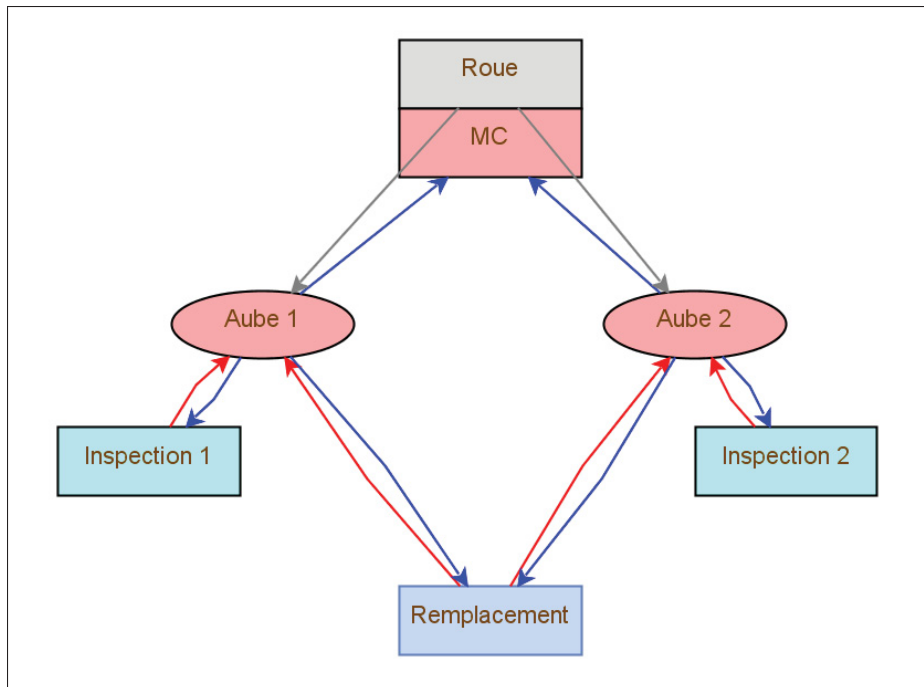 Roue
MC
Aube 1
Aube 2
Inspection 1
Inspection 2
Remplacement